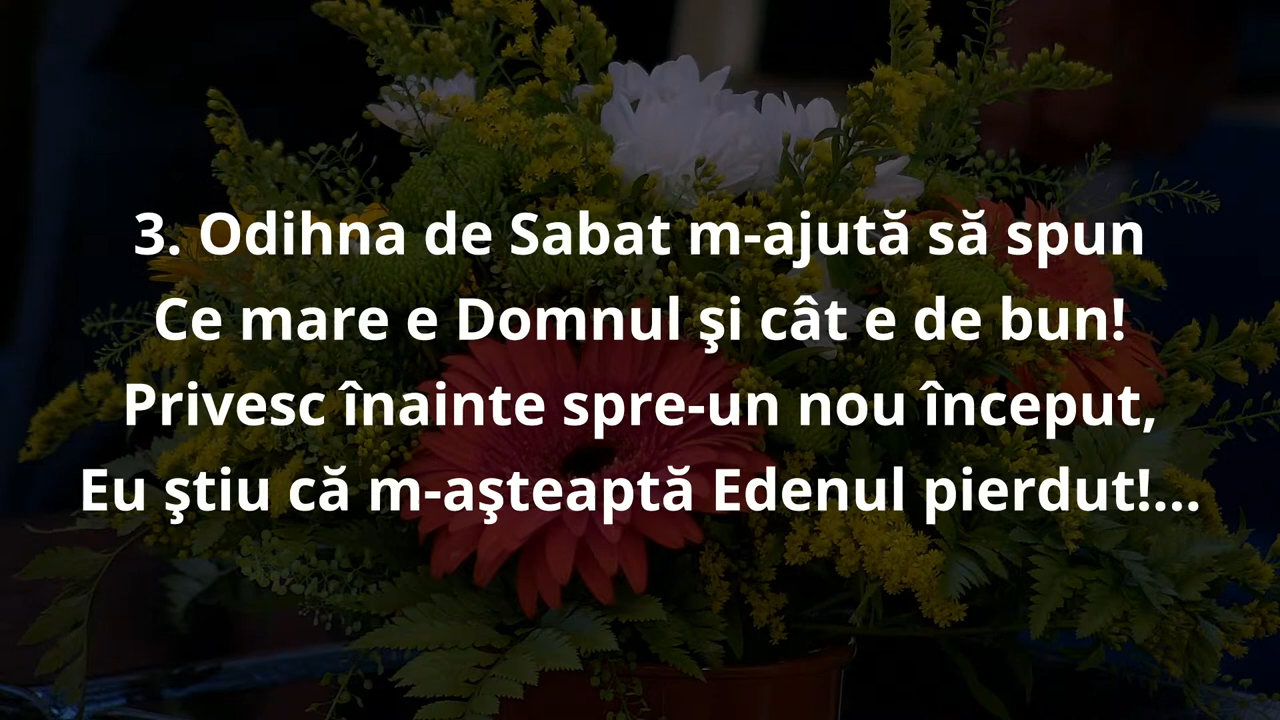 3. Odihna de Sabat m-ajută să spun
Ce mare e Domnul şi cât e de bun!
Privesc înainte spre-un nou început,
Eu ştiu că m-aşteaptă Edenul pierdut!...